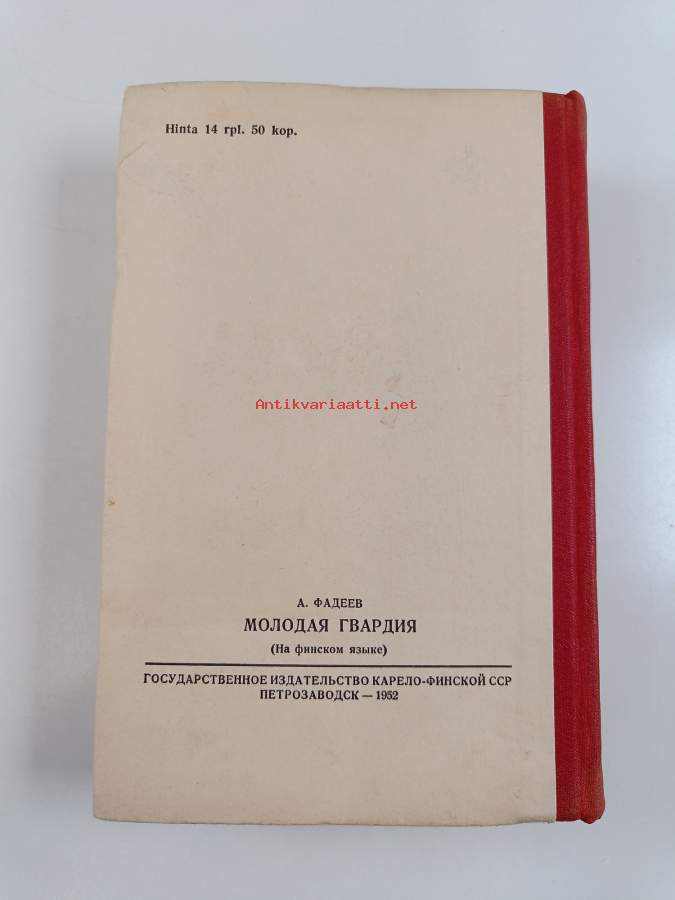 Hinta 14 rpl. 50 kop.
Antikvariaatti.net
А. ФАДЕЕВ
МОЛОДАЯ ГВАРДИЯ
(На финском языке)
ГОСУДАРСТВЕННОЕ ИЗДАТЕЛЬСТВО КАРЕЛО-ФИНСКОЙ ССР
ПЕТРОЗАВОДСК — 1952